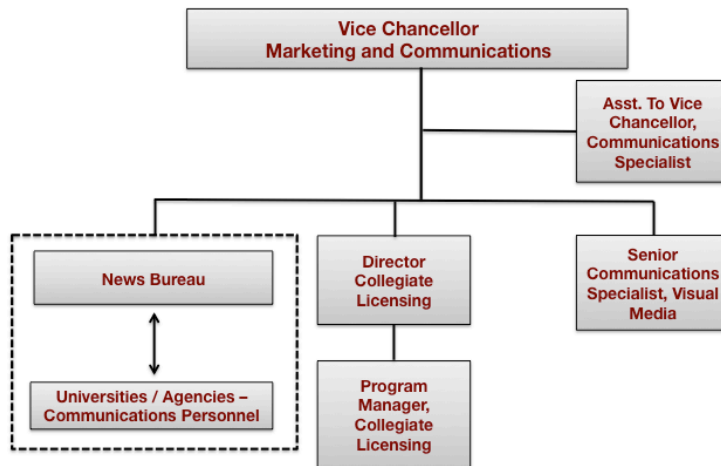 Vice Chancellor
Marketing and Communications
Asst. To Vice
Chancellor,
Communications
Specialist
News Bureau
Universities / Agencies –
Communications Personnel
Director
Collegiate
Licensing
Program
Manager,
Collegiate
Licensing
Senior
Communications
Specialist, Visual
Media